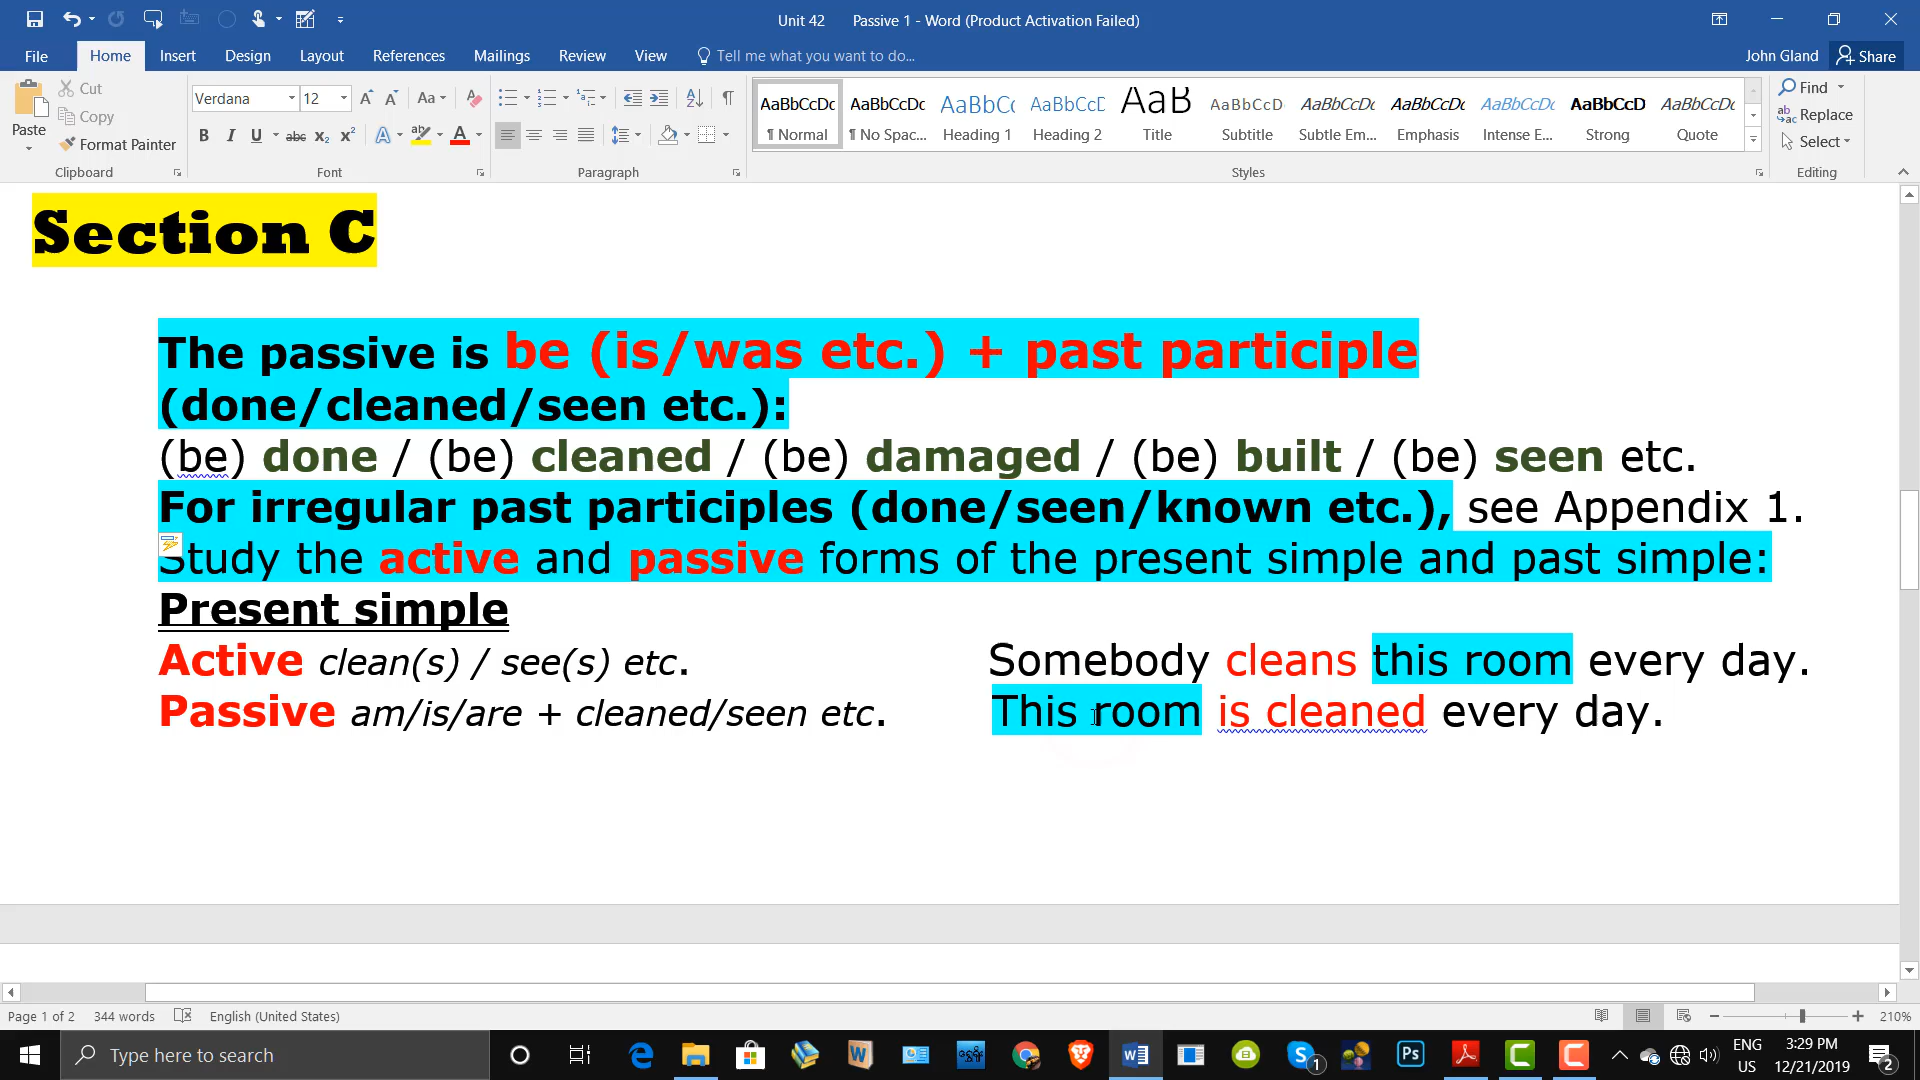 Unit 42 Passive 1 - Word (Product Activation Failed)
File Home Insert Design Layout References Mailings Review View Tell me what you want to do... John Gland Share
Paste Cut Copy Format Painter Clipboard
Verdana 12 Aa Font
Paragraph
AaBbCcDc AaBbCcDc AaBbC AaBbCcD AaB AaBbCcD AaBbCcDc AaBbCcDc AaBbCcDc AaBbCcD AaBbCcDc
¶ Normal ¶ No Spac... Heading 1 Heading 2 Title Subtitle Subtle Em... Emphasis Intense E... Strong Quote
Styles
Find Replace Select Editing
Section C
The passive is be (is/was etc.) + past participle
(done/cleaned/seen etc.):
(be) done / (be) cleaned / (be) damaged / (be) built / (be) seen etc.
For irregular past participles (done/seen/known etc.), see Appendix 1.
Study the active and passive forms of the present simple and past simple:
Present simple
Active clean(s) / see(s) etc. Somebody cleans this room every day.
Passive am/is/are + cleaned/seen etc. This room is cleaned every day.
Page 1 of 2 344 words English (United States) 210%
Type here to search
ENG US 3:29 PM 12/21/2019